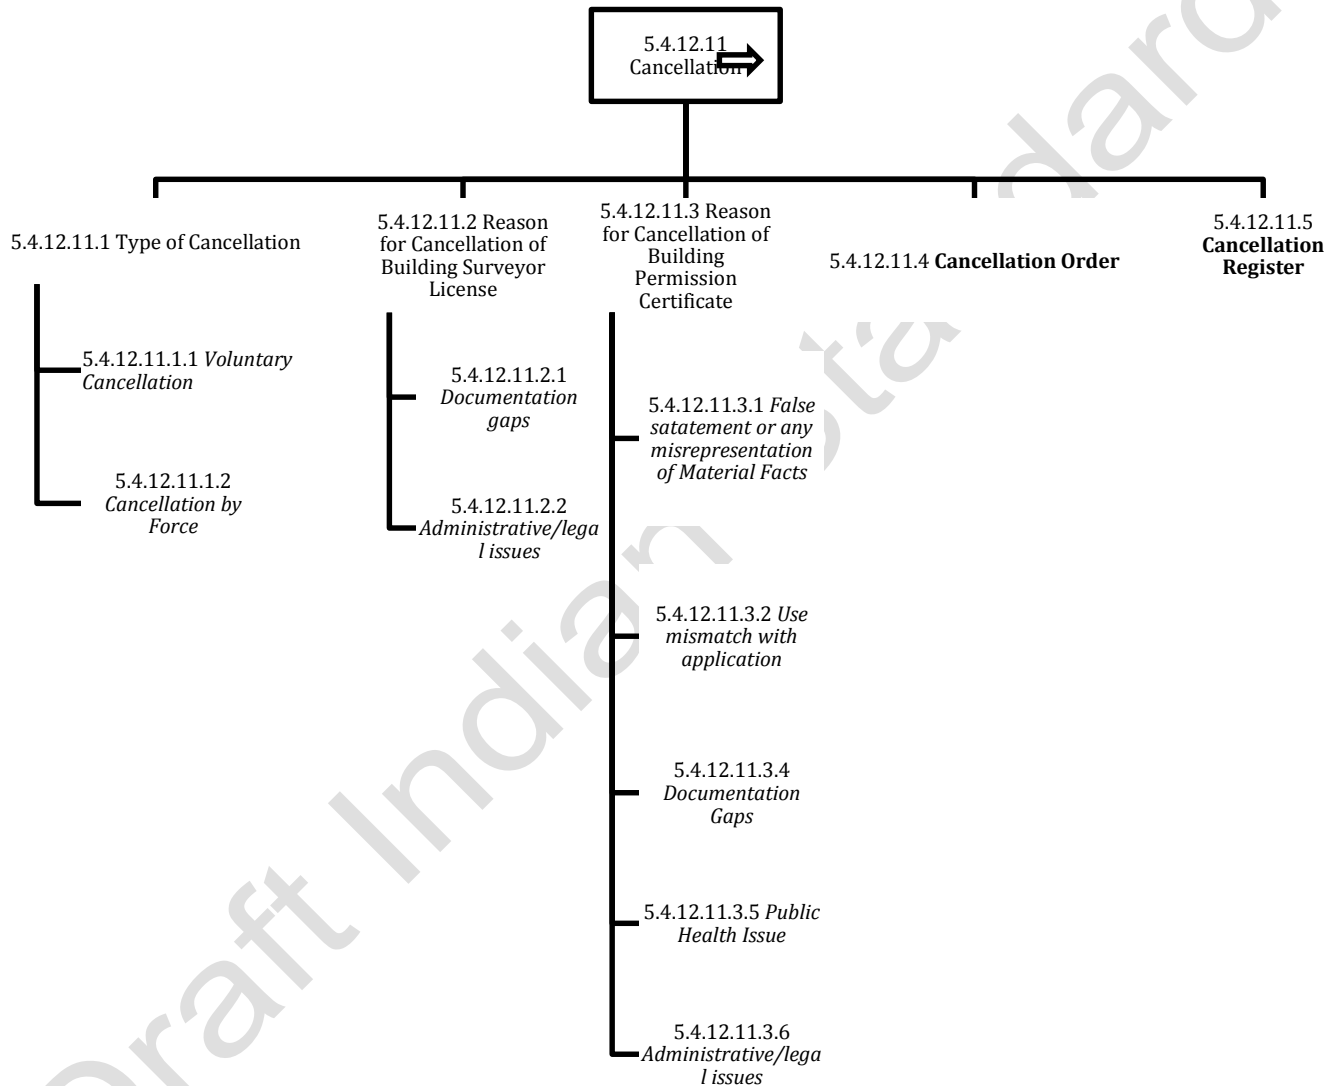 5.4.12.11
Cancellation
5.4.12.11.1 Type of Cancellation
5.4.12.11.1.1 Voluntary
Cancellation
5.4.12.11.1.2
Cancellation by
Force
5.4.12.11.2 Reason
for Cancellation of
Building Surveyor
License
5.4.12.11.2.1
Documentation
gaps
5.4.12.11.2.2
Administrative/lega
l issues
5.4.12.11.3 Reason
for Cancellation of
Building
Permission
Certificate
5.4.12.11.3.1 False
satatement or any
misrepresentation
of Material Facts
5.4.12.11.3.2 Use
mismatch with
application
5.4.12.11.3.4
Documentation
Gaps
5.4.12.11.3.5 Public
Health Issue
5.4.12.11.3.6
Administrative/lega
l issues
5.4.12.11.4 Cancellation Order
5.4.12.11.5
Cancellation
Register
Draft Indian